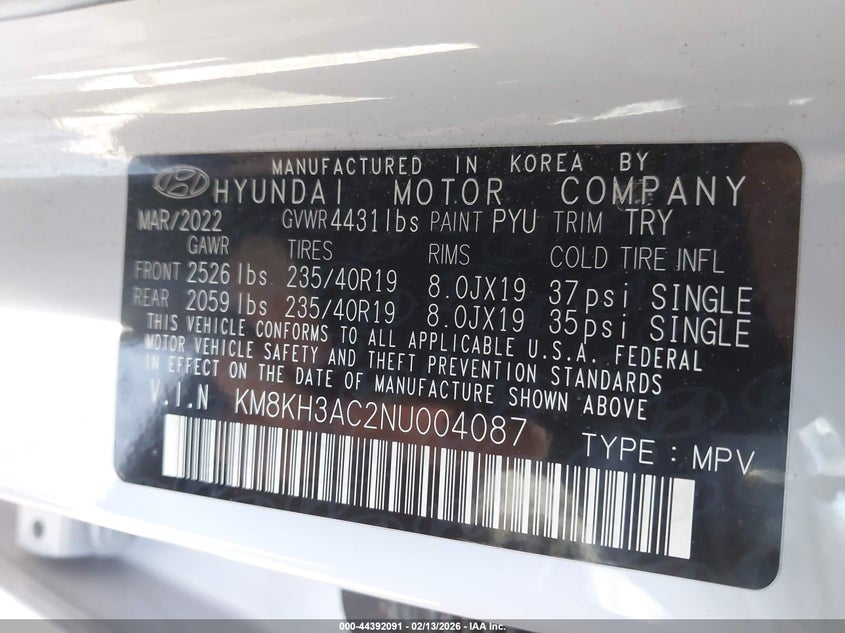 MANUFACTURED IN KOREA BY
HYUNDAI MOTOR COMPANY
MAR/2022 GVWR 4431lbs PAINT PYU TRIM TRY
GAWR TIRES RIMS COLD TIRE INFL
FRONT 2526 lbs 235/40R19 8.0JX19 37psi SINGLE
REAR 2059 lbs 235/40R19 8.0JX19 35psi SINGLE
THIS VEHICLE CONFORMS TO ALL APPLICABLE U.S.A. FEDERAL
MOTOR VEHICLE SAFETY AND THEFT PREVENTION STANDARDS
IN EFFECT ON THE DATE OF MANUFACTURE SHOWN ABOVE
V.I.N KM8KH3AC2NU004087
TYPE : MPV
000-44392091 - 02/13/2026 - IAA Inc.